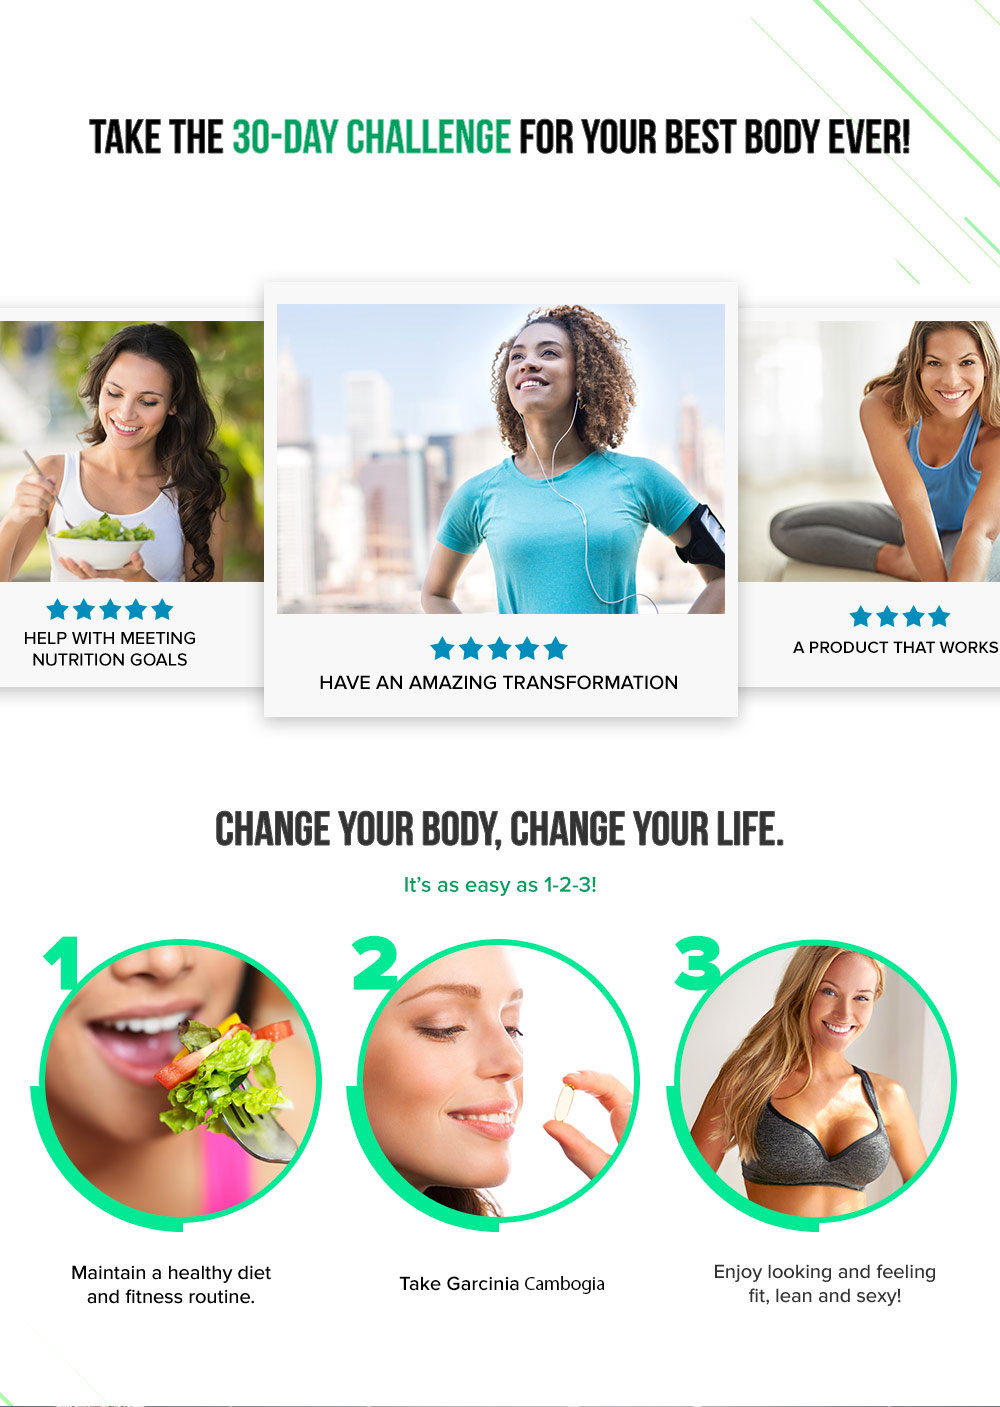 TAKE THE 30-DAY CHALLENGE FOR YOUR BEST BODY EVER!
HELP WITH MEETING
NUTRITION GOALS
HAVE AN AMAZING TRANSFORMATION
A PRODUCT THAT WORKS
CHANGE YOUR BODY, CHANGE YOUR LIFE.
It's as easy as 1-2-3!
1
2
3
Maintain a healthy diet
and fitness routine.
Take Garcinia Cambogia
Enjoy looking and feeling
fit, lean and sexy!